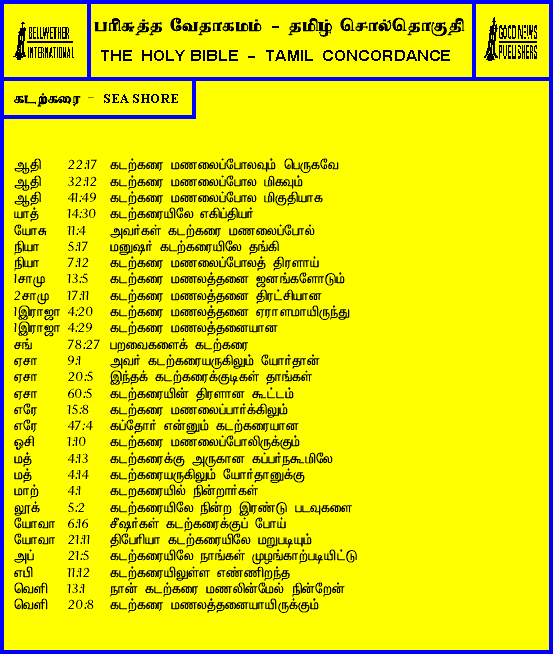 BELLWETHER INTERNATIONAL
பரிசுத்த வேதாகமம் – தமிழ் சொல்தொகுதி
THE HOLY BIBLE – TAMIL CONCORDANCE
GOOD NEWS PUBLISHERS
கடற்கரை – SEA SHORE
ஆதி 22:17 கடற்கரை மணலைப்போலவும் பெருகவே
ஆதி 32:12 கடற்கரை மணலைப்போல மிகவும்
ஆதி 41:49 கடற்கரை மணலைப்போல மிகுதியாக
யாத் 14:30 கடற்கரையிலே எகிப்தியர்
யோசு 11:4 அவர்கள் கடற்கரை மணலைப்போல்
நியா 5:17 மனுஷர் கடற்கரையிலே தங்கி
நியா 7:12 கடற்கரை மணலைப்போலத் திரளாய்
1சாமு 13:5 கடற்கரை மணலத்தனை ஜனங்களோடும்
2சாமு 17:11 கடற்கரை மணலத்தனை திரட்சியான
1இராஜா 4:20 கடற்கரை மணலத்தனை ஏராளமாயிருந்து
1இராஜா 4:29 கடற்கரை மணலத்தனையான
சங் 78:27 பறவைகளைக் கடற்கரை
ஏசா 9:1 அவர் கடற்கரையருகிலும் யோர்தான்
ஏசா 20:5 இந்தக் கடற்கரைக்குடிகள் தாங்கள்
ஏசா 60:5 கடற்கரையின் திரளான கூட்டம்
எரே 15:8 கடற்கரை மணலைப்பார்க்கிலும்
எரே 47:4 கப்தோர் என்னும் கடற்கரையான
ஒசி 1:10 கடற்கரை மணலைப்போலிருக்கும்
மத் 4:13 கடற்கரைக்கு அருகான கப்பர்நகூமிலே
மத் 4:14 கடற்கரையருகிலும் யோர்தானுக்கு
மாற் 4:1 கடறகரையில் நின்றார்கள்
லூக் 5:2 கடற்கரையிலே நின்ற இரண்டு படவுகளை
யோவா 6:16 சீஷர்கள் கடற்கரைக்குப் போய்
யோவா 21:11 திபேரியா கடற்கரையிலே மறுபடியும்
அப் 21:5 கடற்கரையிலே நாங்கள் முழங்காற்படியிட்டு
எபி 11:12 கடற்கரையிலுள்ள எண்ணிறந்த
வெளி 13:1 நான் கடற்கரை மணலின்மேல் நின்றேன்
வெளி 20:8 கடற்கரை மணலத்தனையாயிருக்கும்